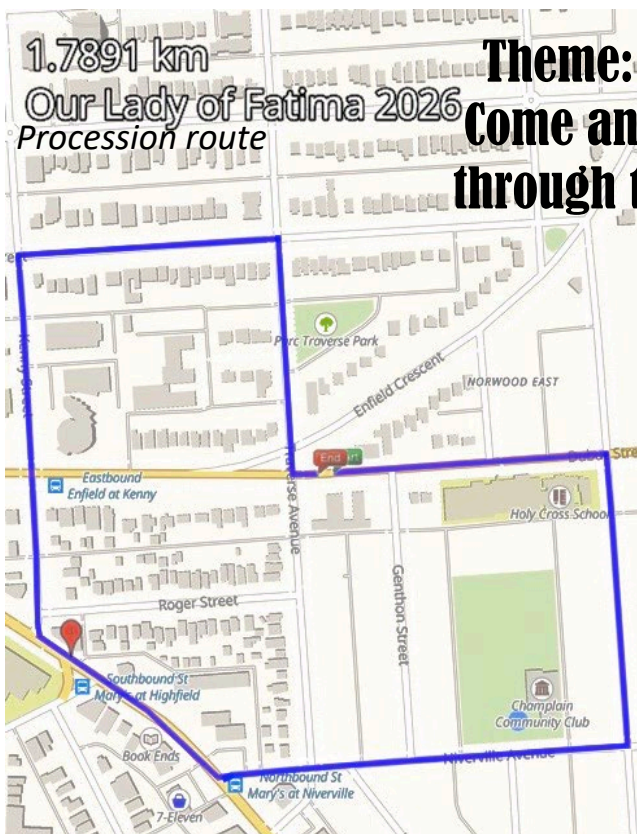 1.7891 km
Our Lady of Fatima 2026
Procession route
Theme:
Come an
through t
Parc Traverse Park
Kenny Street
Enfield Crescent
NORWOOD EAST
End
Eastbound
Enfield at Kenny
Traverse Avenue
Holy Cross School
Genthon Street
Roger Street
Southbound St
Mary's at Highfield
Champlain
Community Club
Book Ends
Niverville Avenue
Northbound St
Mary's at Niverville
7-Eleven